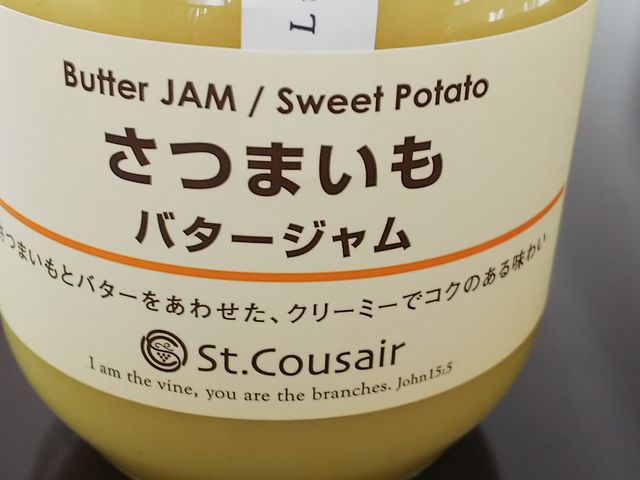 Butter JAM / Sweet Potato
さつまいも
バタージャム
さつまいもとバターをあわせた、クリーミーでコクのある味わい
St.Cousair
I am the vine, you are the branches. John15:5